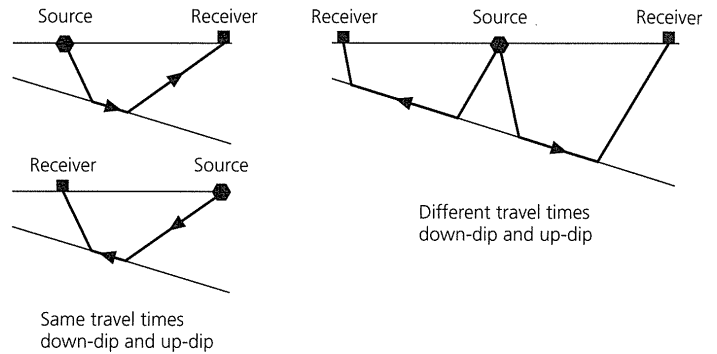 Source
Receiver
Receiver
Source
Receiver
Receiver
Source
Different travel times
down-dip and up-dip
Same travel times
down-dip and up-dip